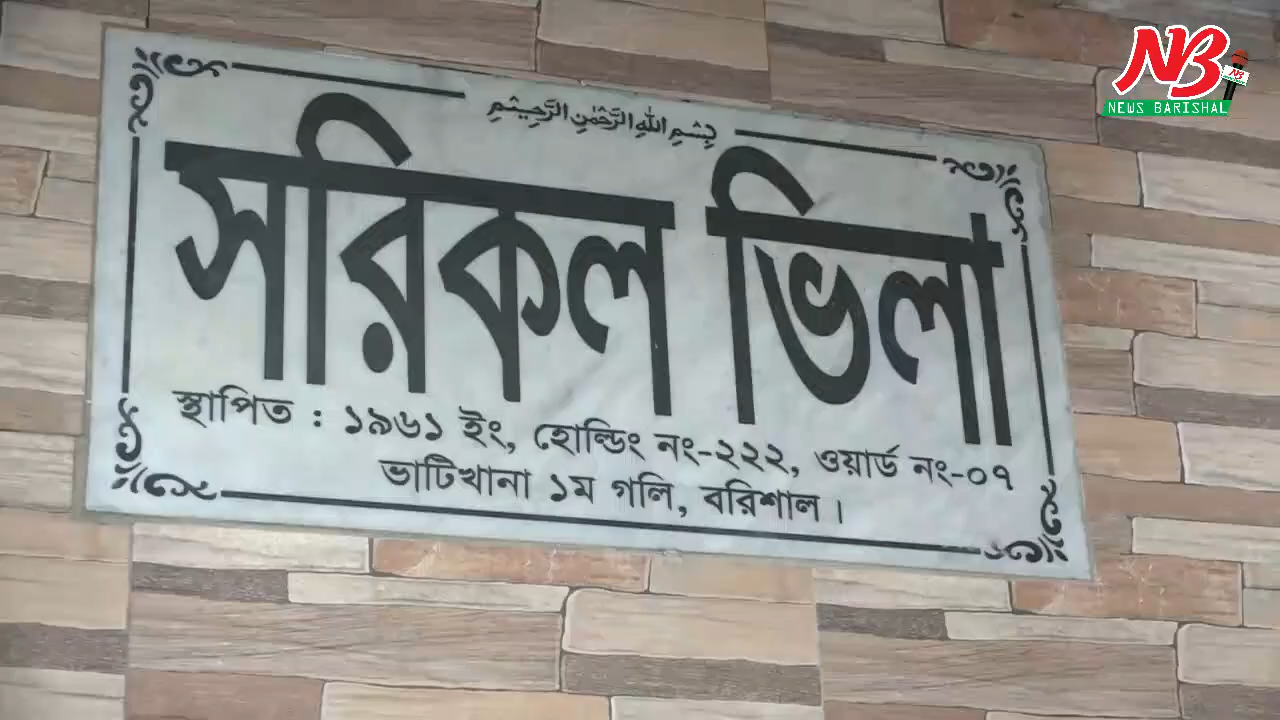 بِسْمِ اللهِ الرَّحْمٰنِ الرَّحِيْمِ
সরিকল ভিলা
স্থাপিত : ১৯৬১ ইং, হোল্ডিং নং-২২২, ওয়ার্ড নং-০৭
ভাটিখানা ১ম গলি, বরিশাল।
NB
NEWS BARISHAL